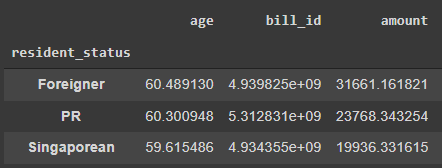 age bill_id amount
resident_status
Foreigner 60.489130 4.939825e+09 31661.161821
PR 60.300948 5.312831e+09 23768.343254
Singaporean 59.615486 4.934355e+09 19936.331615